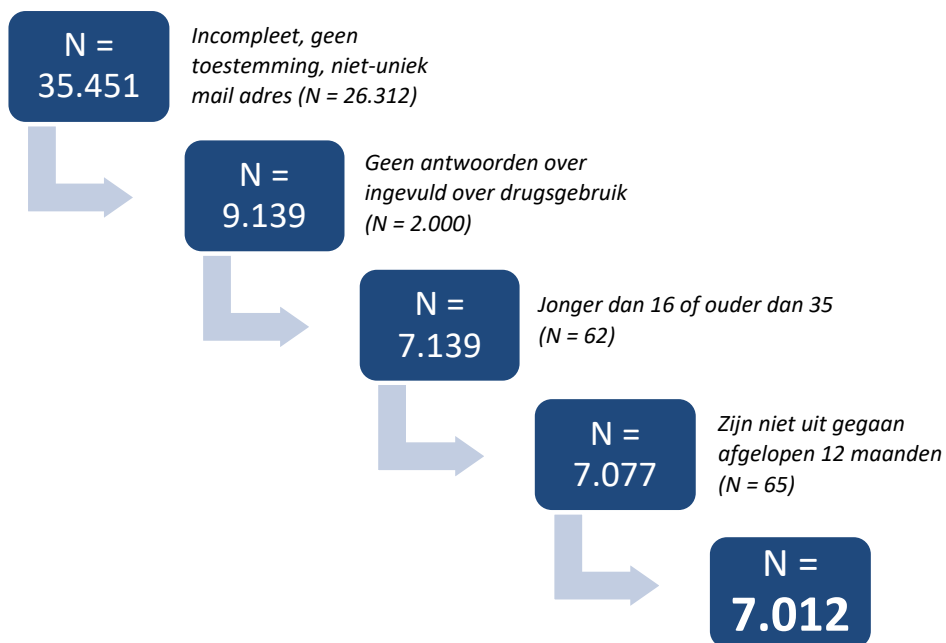 N =
35.451
Incompleet, geen
toestemming, niet-uniek
mail adres (N = 26.312)
N =
9.139
Geen antwoorden over
ingevuld over drugsgebruik
(N = 2.000)
N =
7.139
Jonger dan 16 of ouder dan 35
(N = 62)
N =
7.077
Zijn niet uit gegaan
afgelopen 12 maanden
(N = 65)
N =
7.012